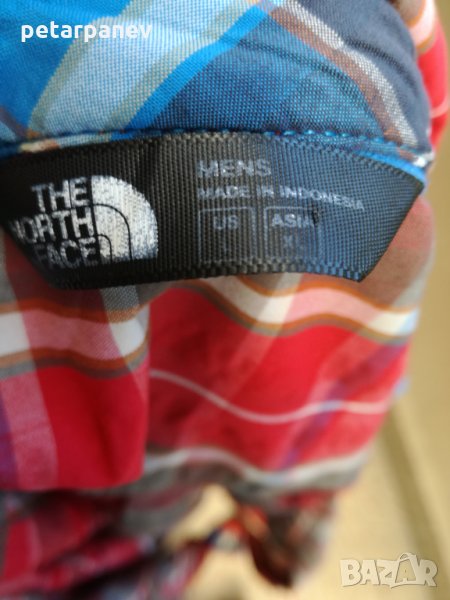 petarpanev
THE
NORTH
FACE
MENS
MADE IN INDONESIA
US
ASIA
XL
BAZAR